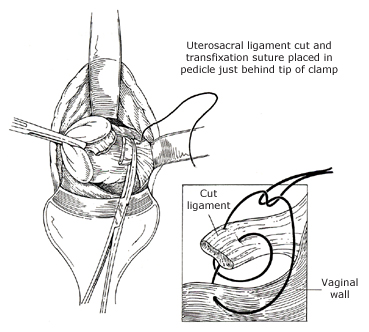 Uterosacral ligament cut and
transfixation suture placed in
pedicle just behind tip of clamp
Cut
ligament
Vaginal
wall